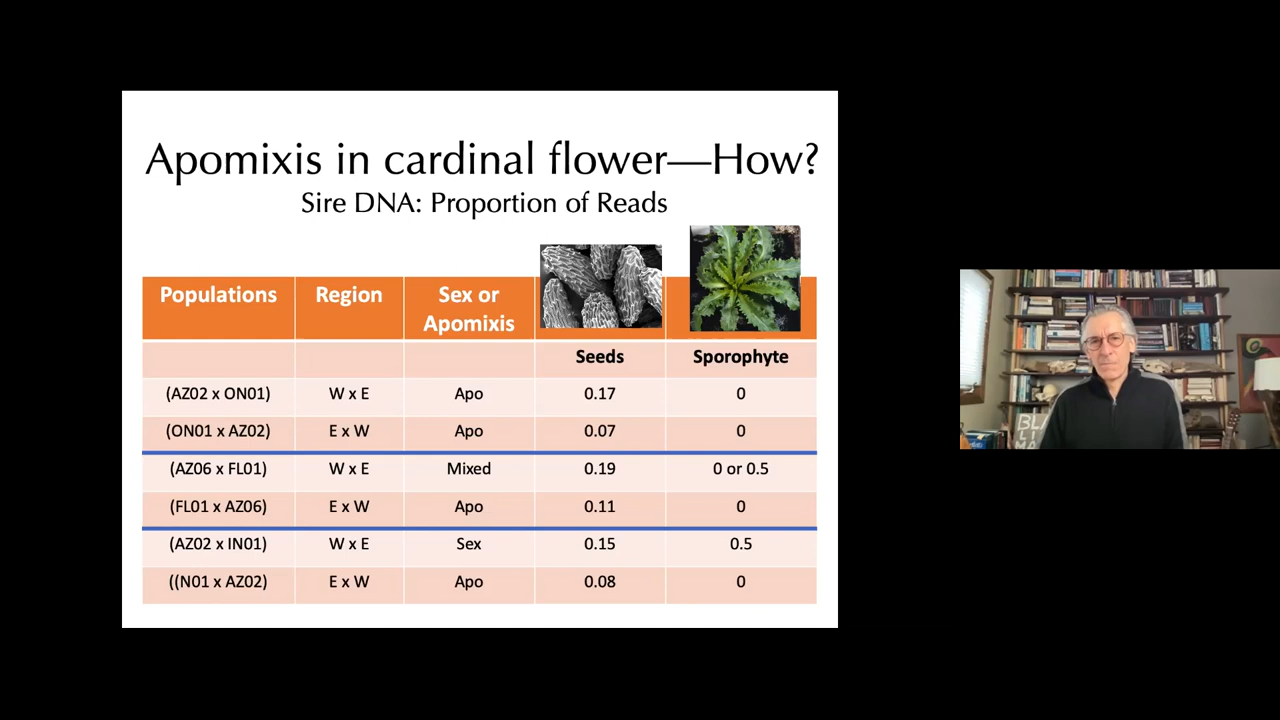 Apomixis in cardinal flower—How?
Sire DNA: Proportion of Reads
Populations Region Sex or Apomixis
Seeds Sporophyte
(AZ02 x ON01) W x E Apo 0.17 0
(ON01 x AZ02) E x W Apo 0.07 0
(AZ06 x FL01) W x E Mixed 0.19 0 or 0.5
(FL01 x AZ06) E x W Apo 0.11 0
(AZ02 x IN01) W x E Sex 0.15 0.5
((N01 x AZ02) E x W Apo 0.08 0